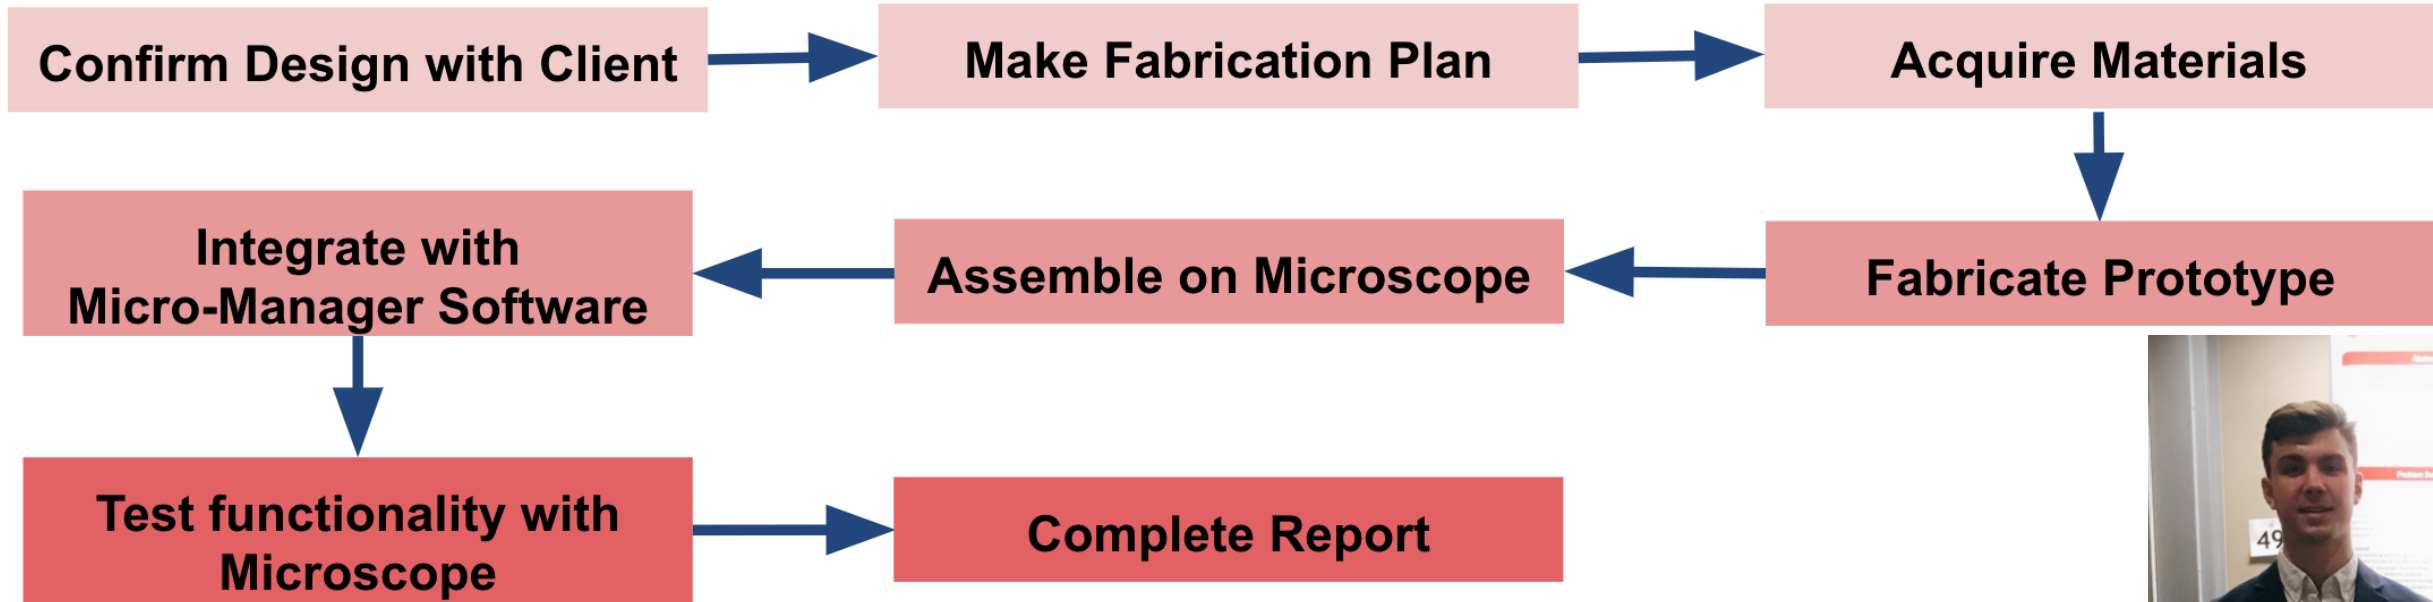 Confirm Design with Client
Make Fabrication Plan
Acquire Materials
Integrate with
Micro-Manager Software
Assemble on Microscope
Fabricate Prototype
Test functionality with
Microscope
Complete Report
49